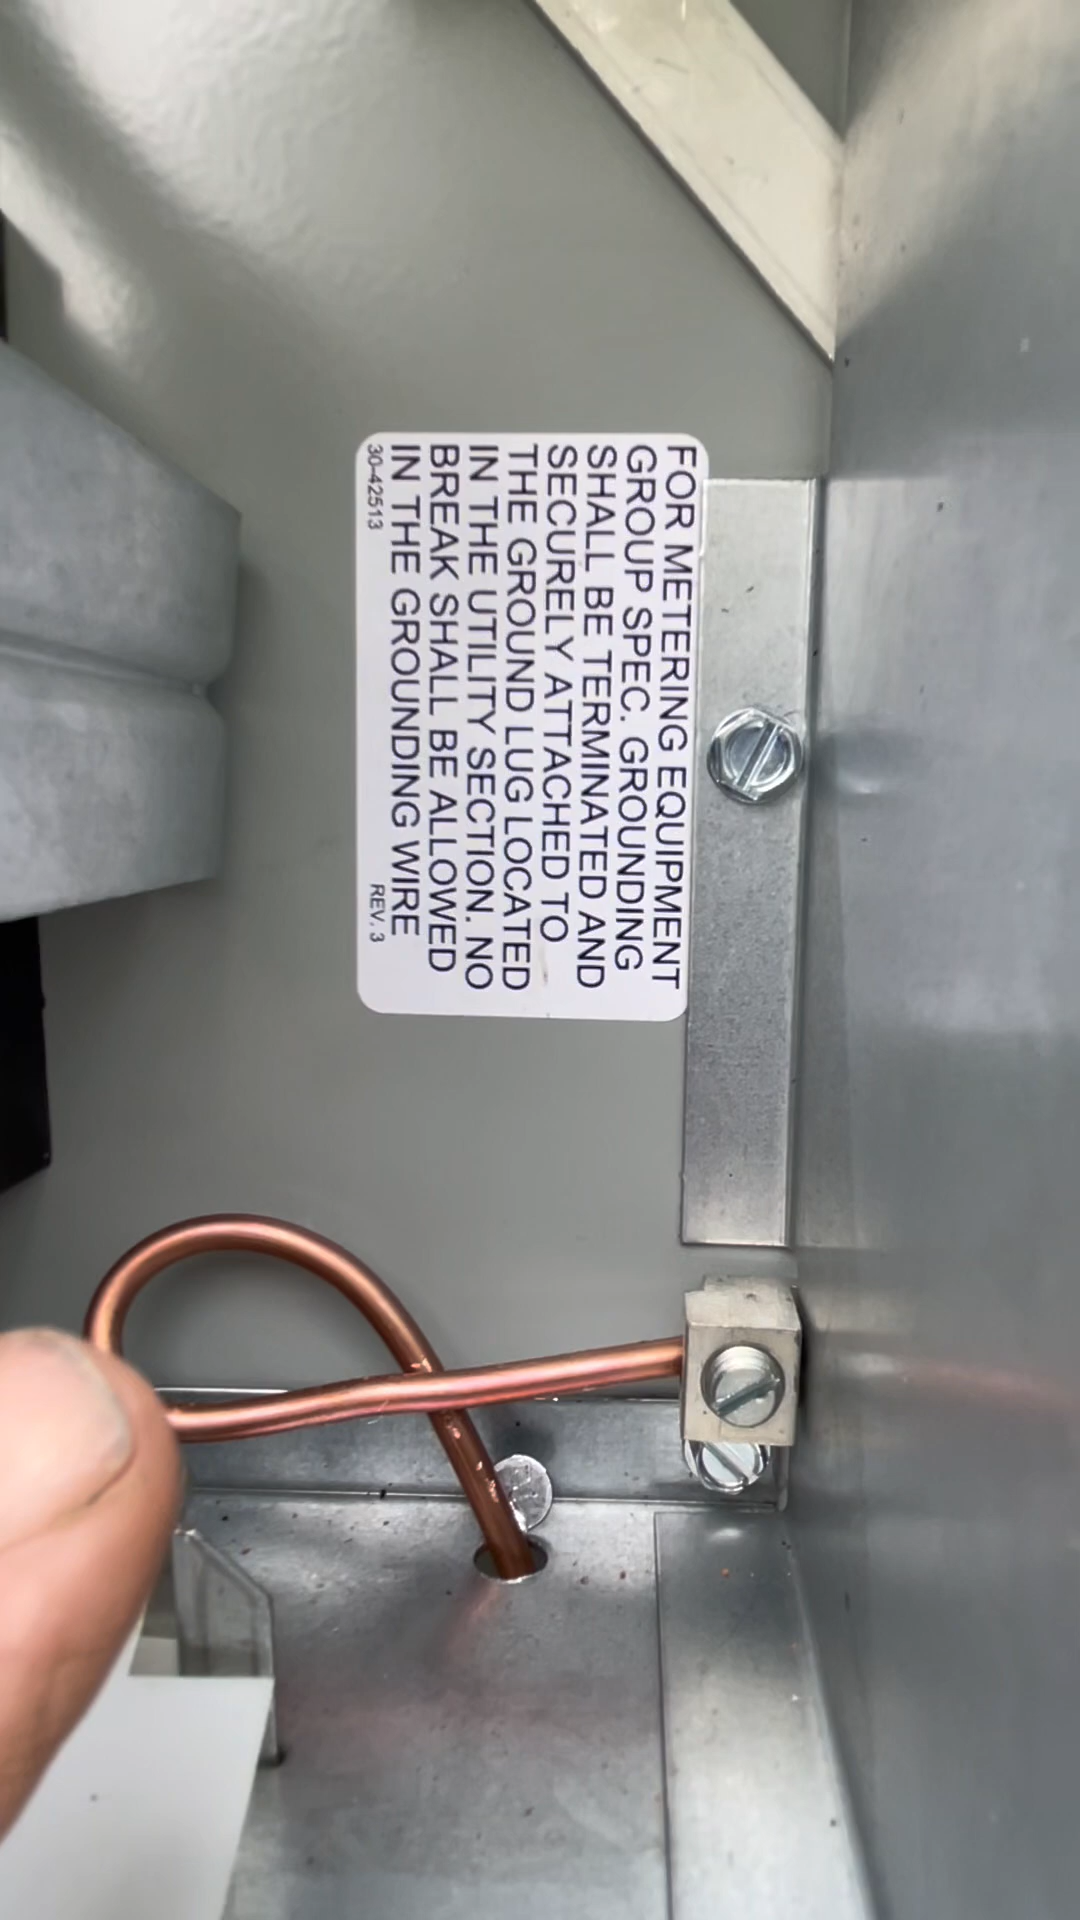 FOR METERING EQUIPMENT
GROUP SPEC. GROUNDING
SHALL BE TERMINATED AND
SECURELY ATTACHED TO
THE GROUND LUG LOCATED
IN THE UTILITY SECTION. NO
BREAK SHALL BE ALLOWED
IN THE GROUNDING WIRE
30-42513 REV. 3